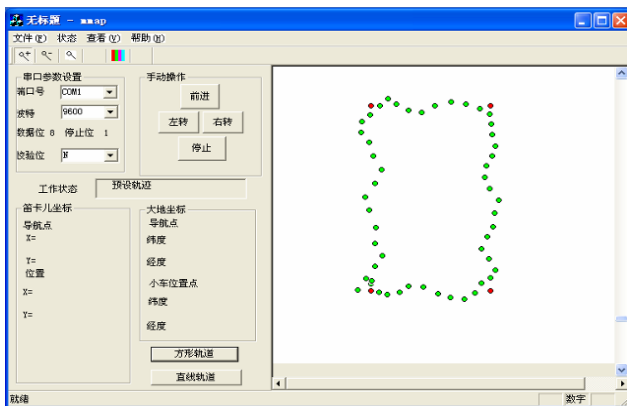 无标题 - mmap
文件(F) 状态 查看(V) 帮助(H)
串口参数设置
端口号 COM1
波特 9600
数据位 8 停止位 1
校验位 N
手动操作
前进
左转 右转
停止
工作状态 预设轨迹
笛卡儿坐标
导航点
X=
Y=
位置
X=
Y=
大地坐标
导航点
纬度
经度
小车位置点
纬度
经度
方形轨道
直线轨道
就绪 数字